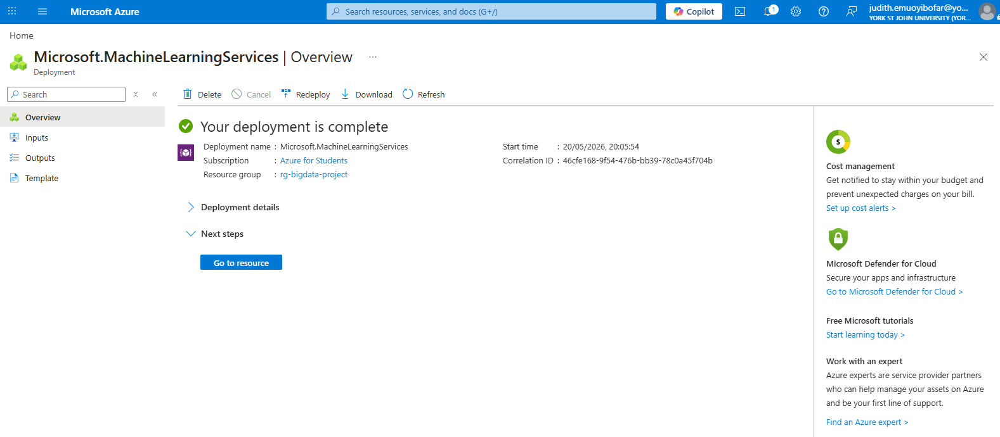 Microsoft Azure
Search resources, services, and docs (G+/)
Copilot
1
judith.emuoyibofar@yo...
YORK ST JOHN UNIVERSITY (YOR...
Home
Microsoft.MachineLearningServices | Overview ...
Deployment
Search
Delete
Cancel
Redeploy
Download
Refresh
Overview
Inputs
Outputs
Template
Your deployment is complete
Deployment name : Microsoft.MachineLearningServices
Subscription : Azure for Students
Resource group : rg-bigdata-project
Start time : 20/05/2026, 20:05:54
Correlation ID : 46cfe168-9f54-476b-bb39-78c0a45f704b
Deployment details
Next steps
Go to resource
$
Cost management
Get notified to stay within your budget and
prevent unexpected charges on your bill.
Set up cost alerts >
Microsoft Defender for Cloud
Secure your apps and infrastructure
Go to Microsoft Defender for Cloud >
Free Microsoft tutorials
Start learning today >
Work with an expert
Azure experts are service provider partners
who can help manage your assets on Azure
and be your first line of support.
Find an Azure expert >